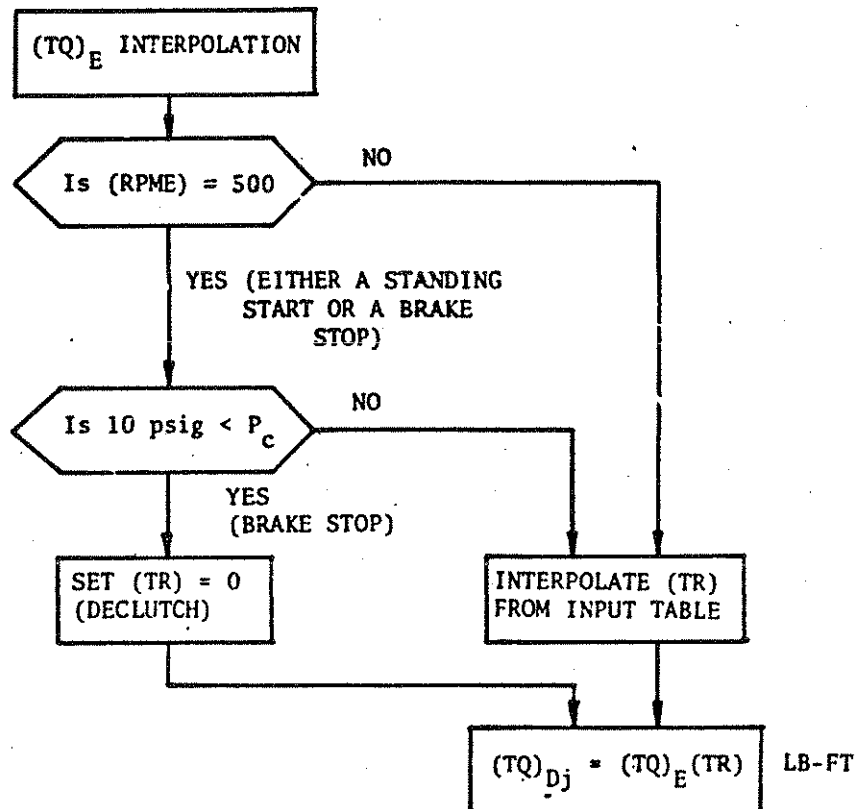 (TQ)E INTERPOLATION
Is (RPME) = 500
NO
YES (EITHER A STANDING
START OR A BRAKE
STOP)
Is 10 psig < Pc
NO
YES
(BRAKE STOP)
SET (TR) = 0
(DECLUTCH)
INTERPOLATE (TR)
FROM INPUT TABLE
(TQ)Dj = (TQ)E(TR) LB-FT